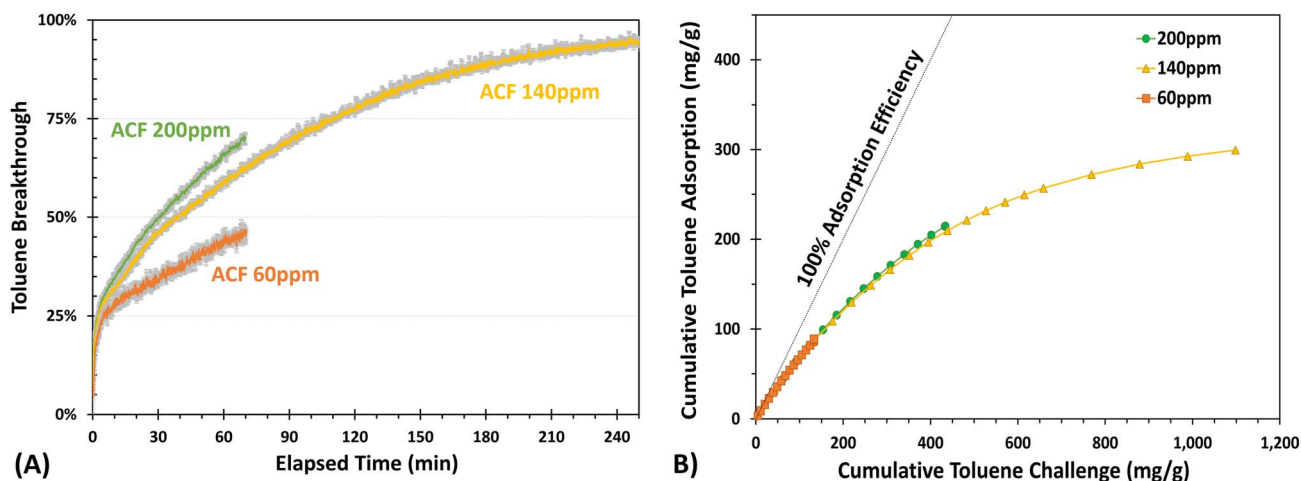 100%
75%
50%
25%
0%
Toluene Breakthrough
ACF 200ppm
ACF 140ppm
ACF 60ppm
0 30 60 90 120 150 180 210 240
Elapsed Time (min)
(A)
400
300
200
100
0
Cumulative Toluene Adsorption (mg/g)
100% Adsorption Efficiency
200ppm
140ppm
60ppm
0 200 400 600 800 1,000 1,200
Cumulative Toluene Challenge (mg/g)
B)